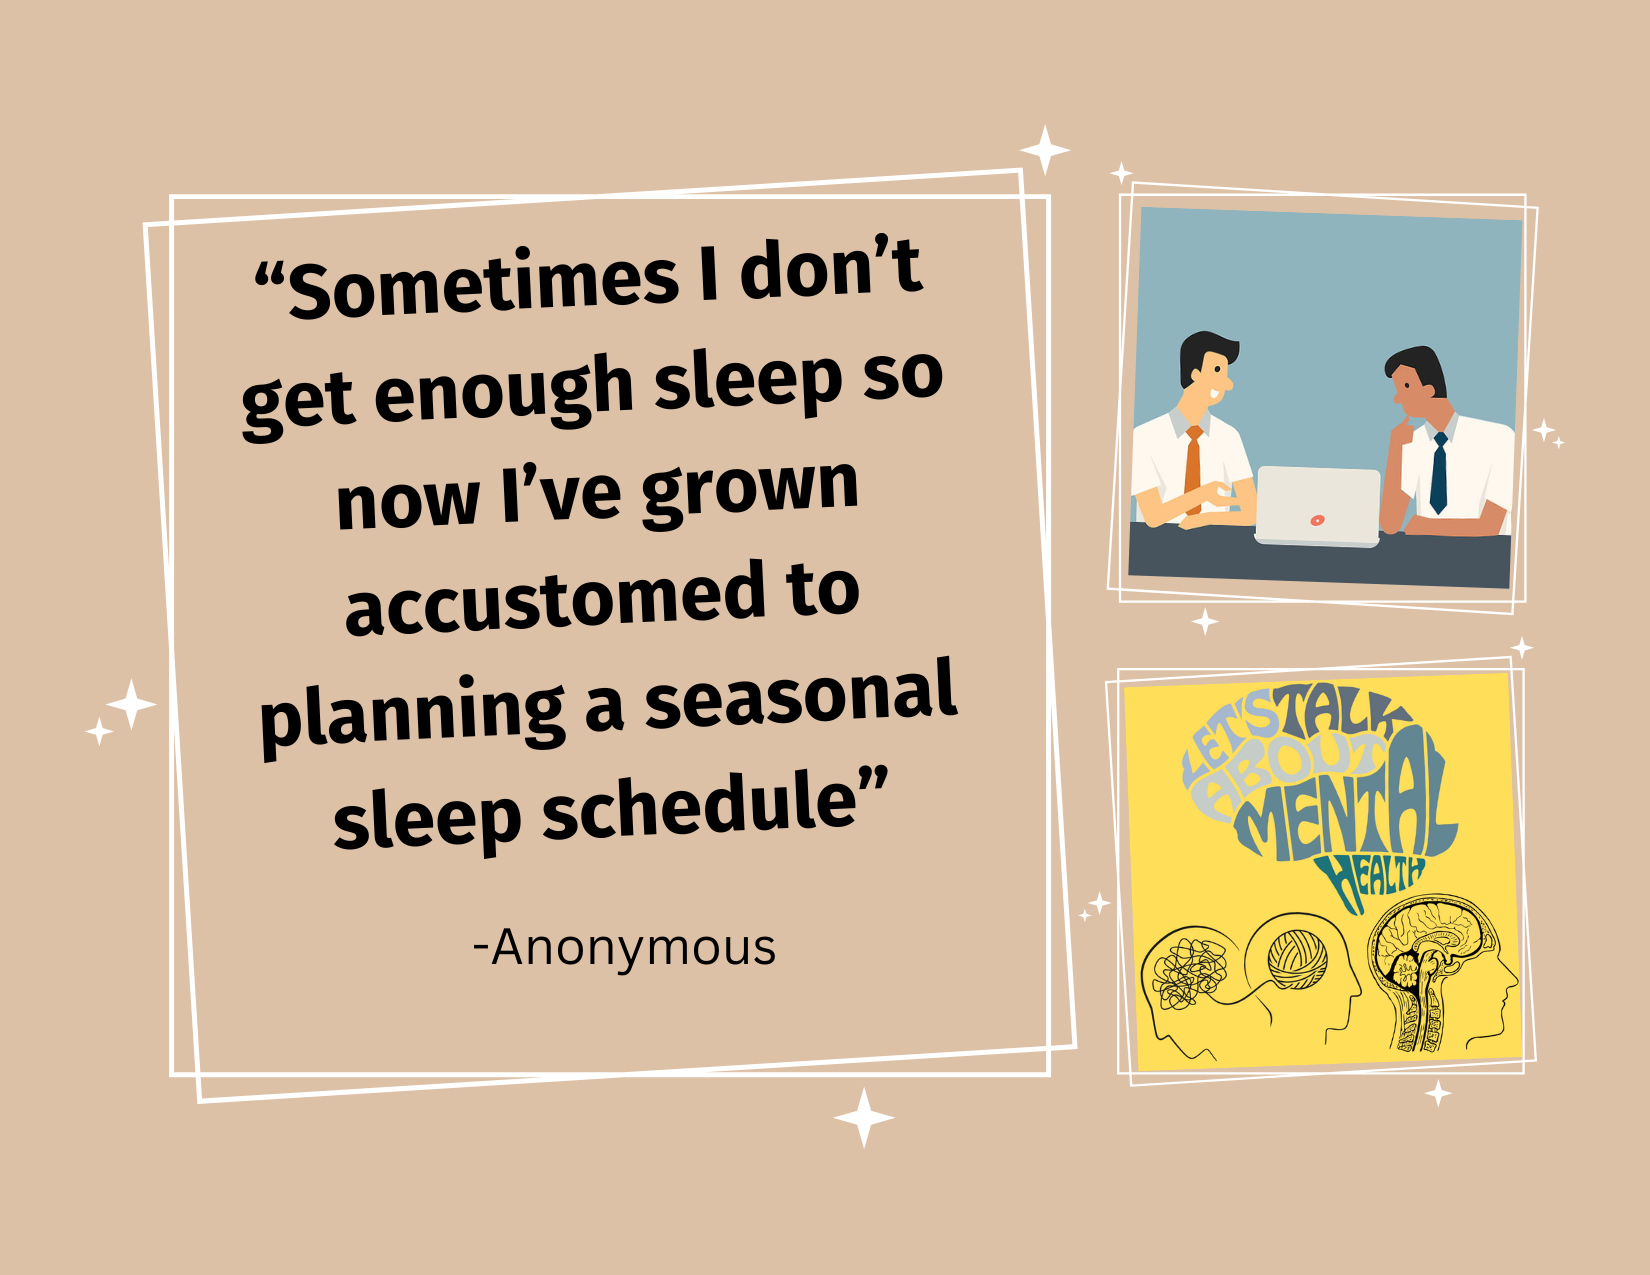 “Sometimes I don’t
get enough sleep so
now I’ve grown
accustomed to
planning a seasonal
sleep schedule”
-Anonymous
LET'S TALK
ABOUT
MENTAL
HEALTH